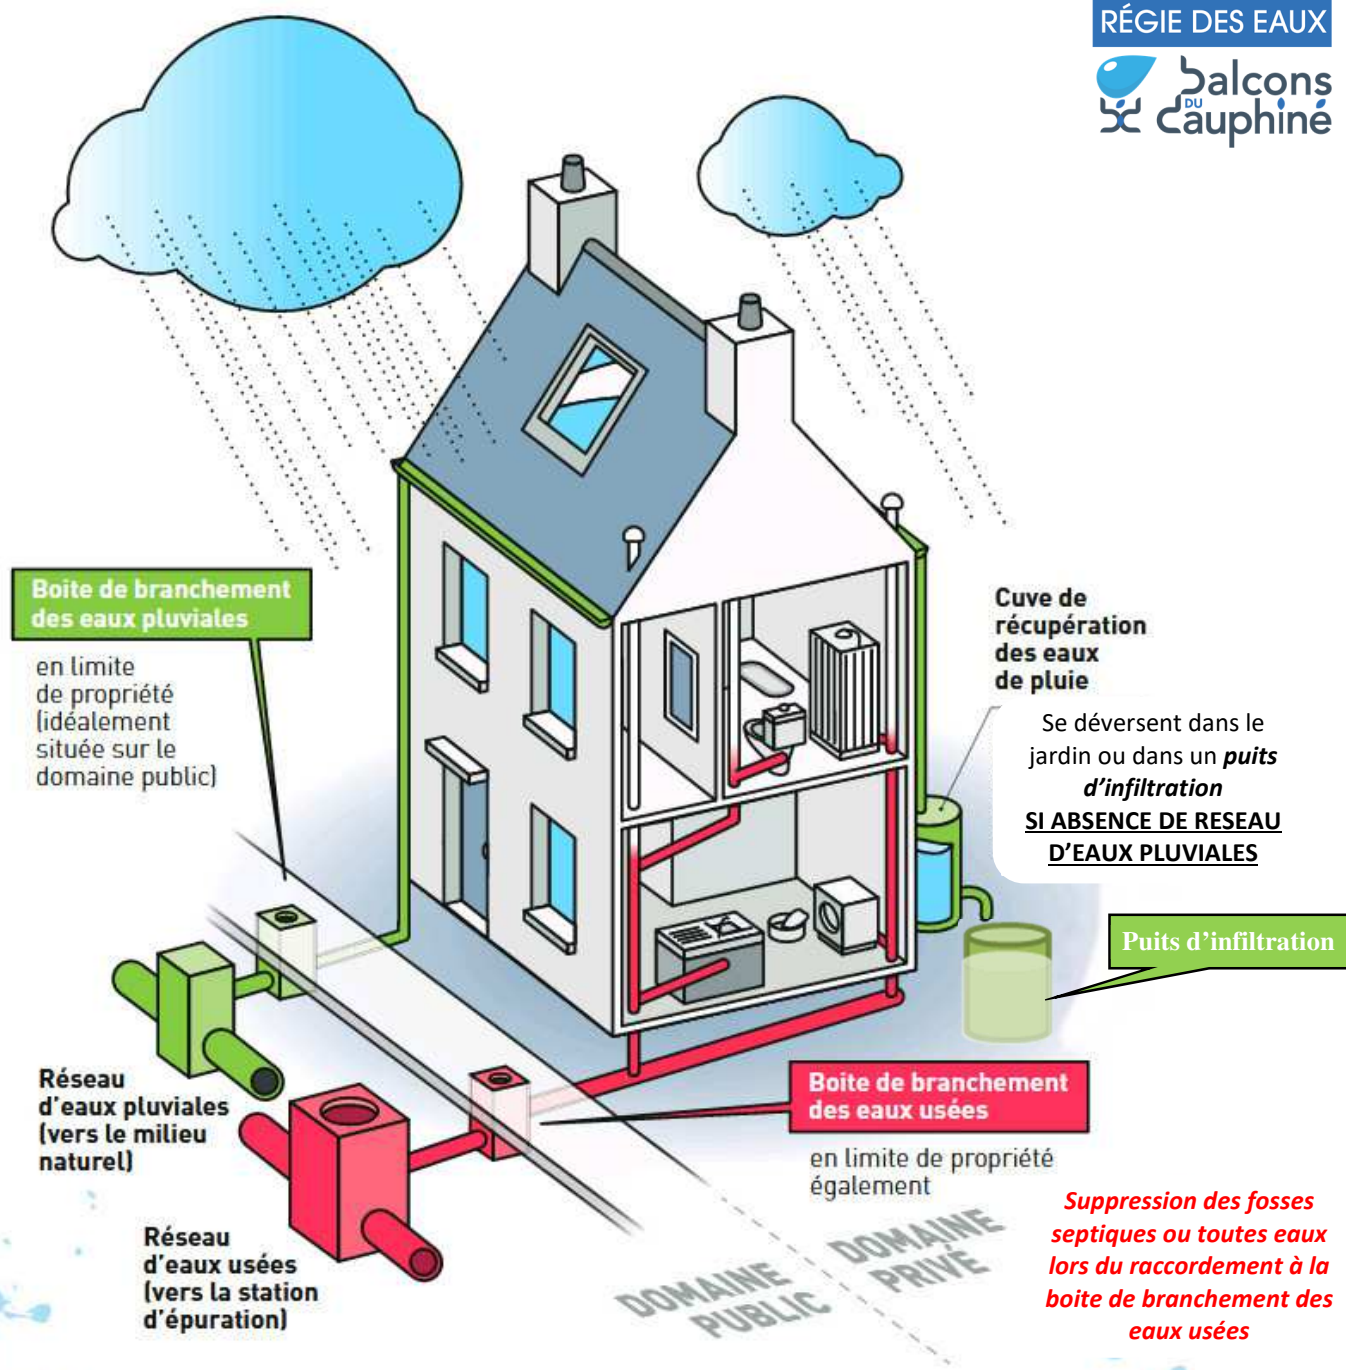 RÉGIE DES EAUX
balcons
DU
dauphiné
Boite de branchement
des eaux pluviales
en limite
de propriété
(idéalement
située sur le
domaine public)
Cuve de
récupération
des eaux
de pluie
Se déversent dans le
jardin ou dans un puits
d'infiltration
SI ABSENCE DE RESEAU
D'EAUX PLUVIALES
Puits d'infiltration
Réseau
d'eaux pluviales
(vers le milieu
naturel)
Boite de branchement
des eaux usées
en limite de propriété
également
Réseau
d'eaux usées
(vers la station
d'épuration)
DOMAINE
PUBLIC
DOMAINE
PRIVÉ
Suppression des fosses
septiques ou toutes eaux
lors du raccordement à la
boite de branchement des
eaux usées